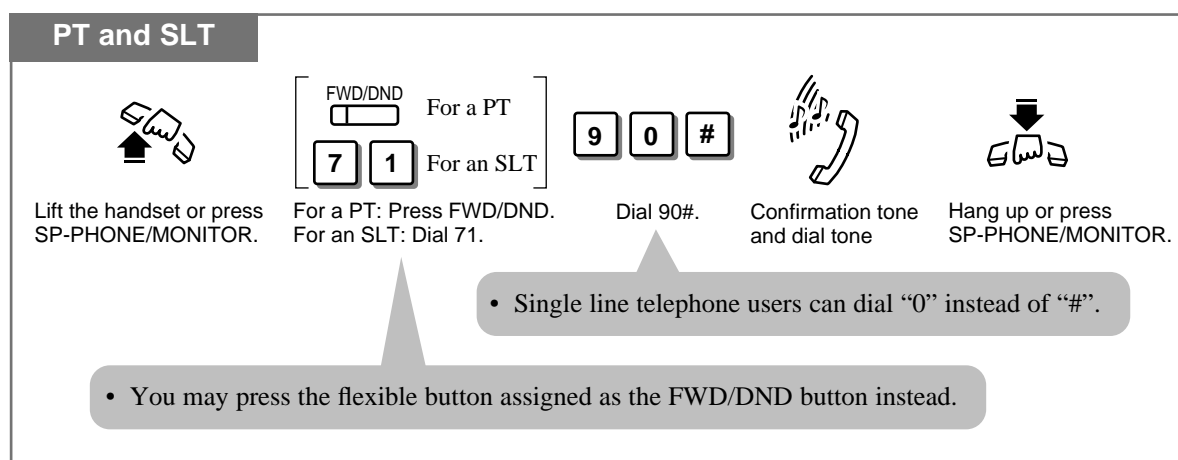 PT and SLT
FWD/DND
For a PT
7 1 For an SLT
9 0 #
Lift the handset or press
SP-PHONE/MONITOR.
For a PT: Press FWD/DND.
For an SLT: Dial 71.
Dial 90#.
Confirmation tone
and dial tone
Hang up or press
SP-PHONE/MONITOR.
• Single line telephone users can dial “0” instead of “#”.
• You may press the flexible button assigned as the FWD/DND button instead.